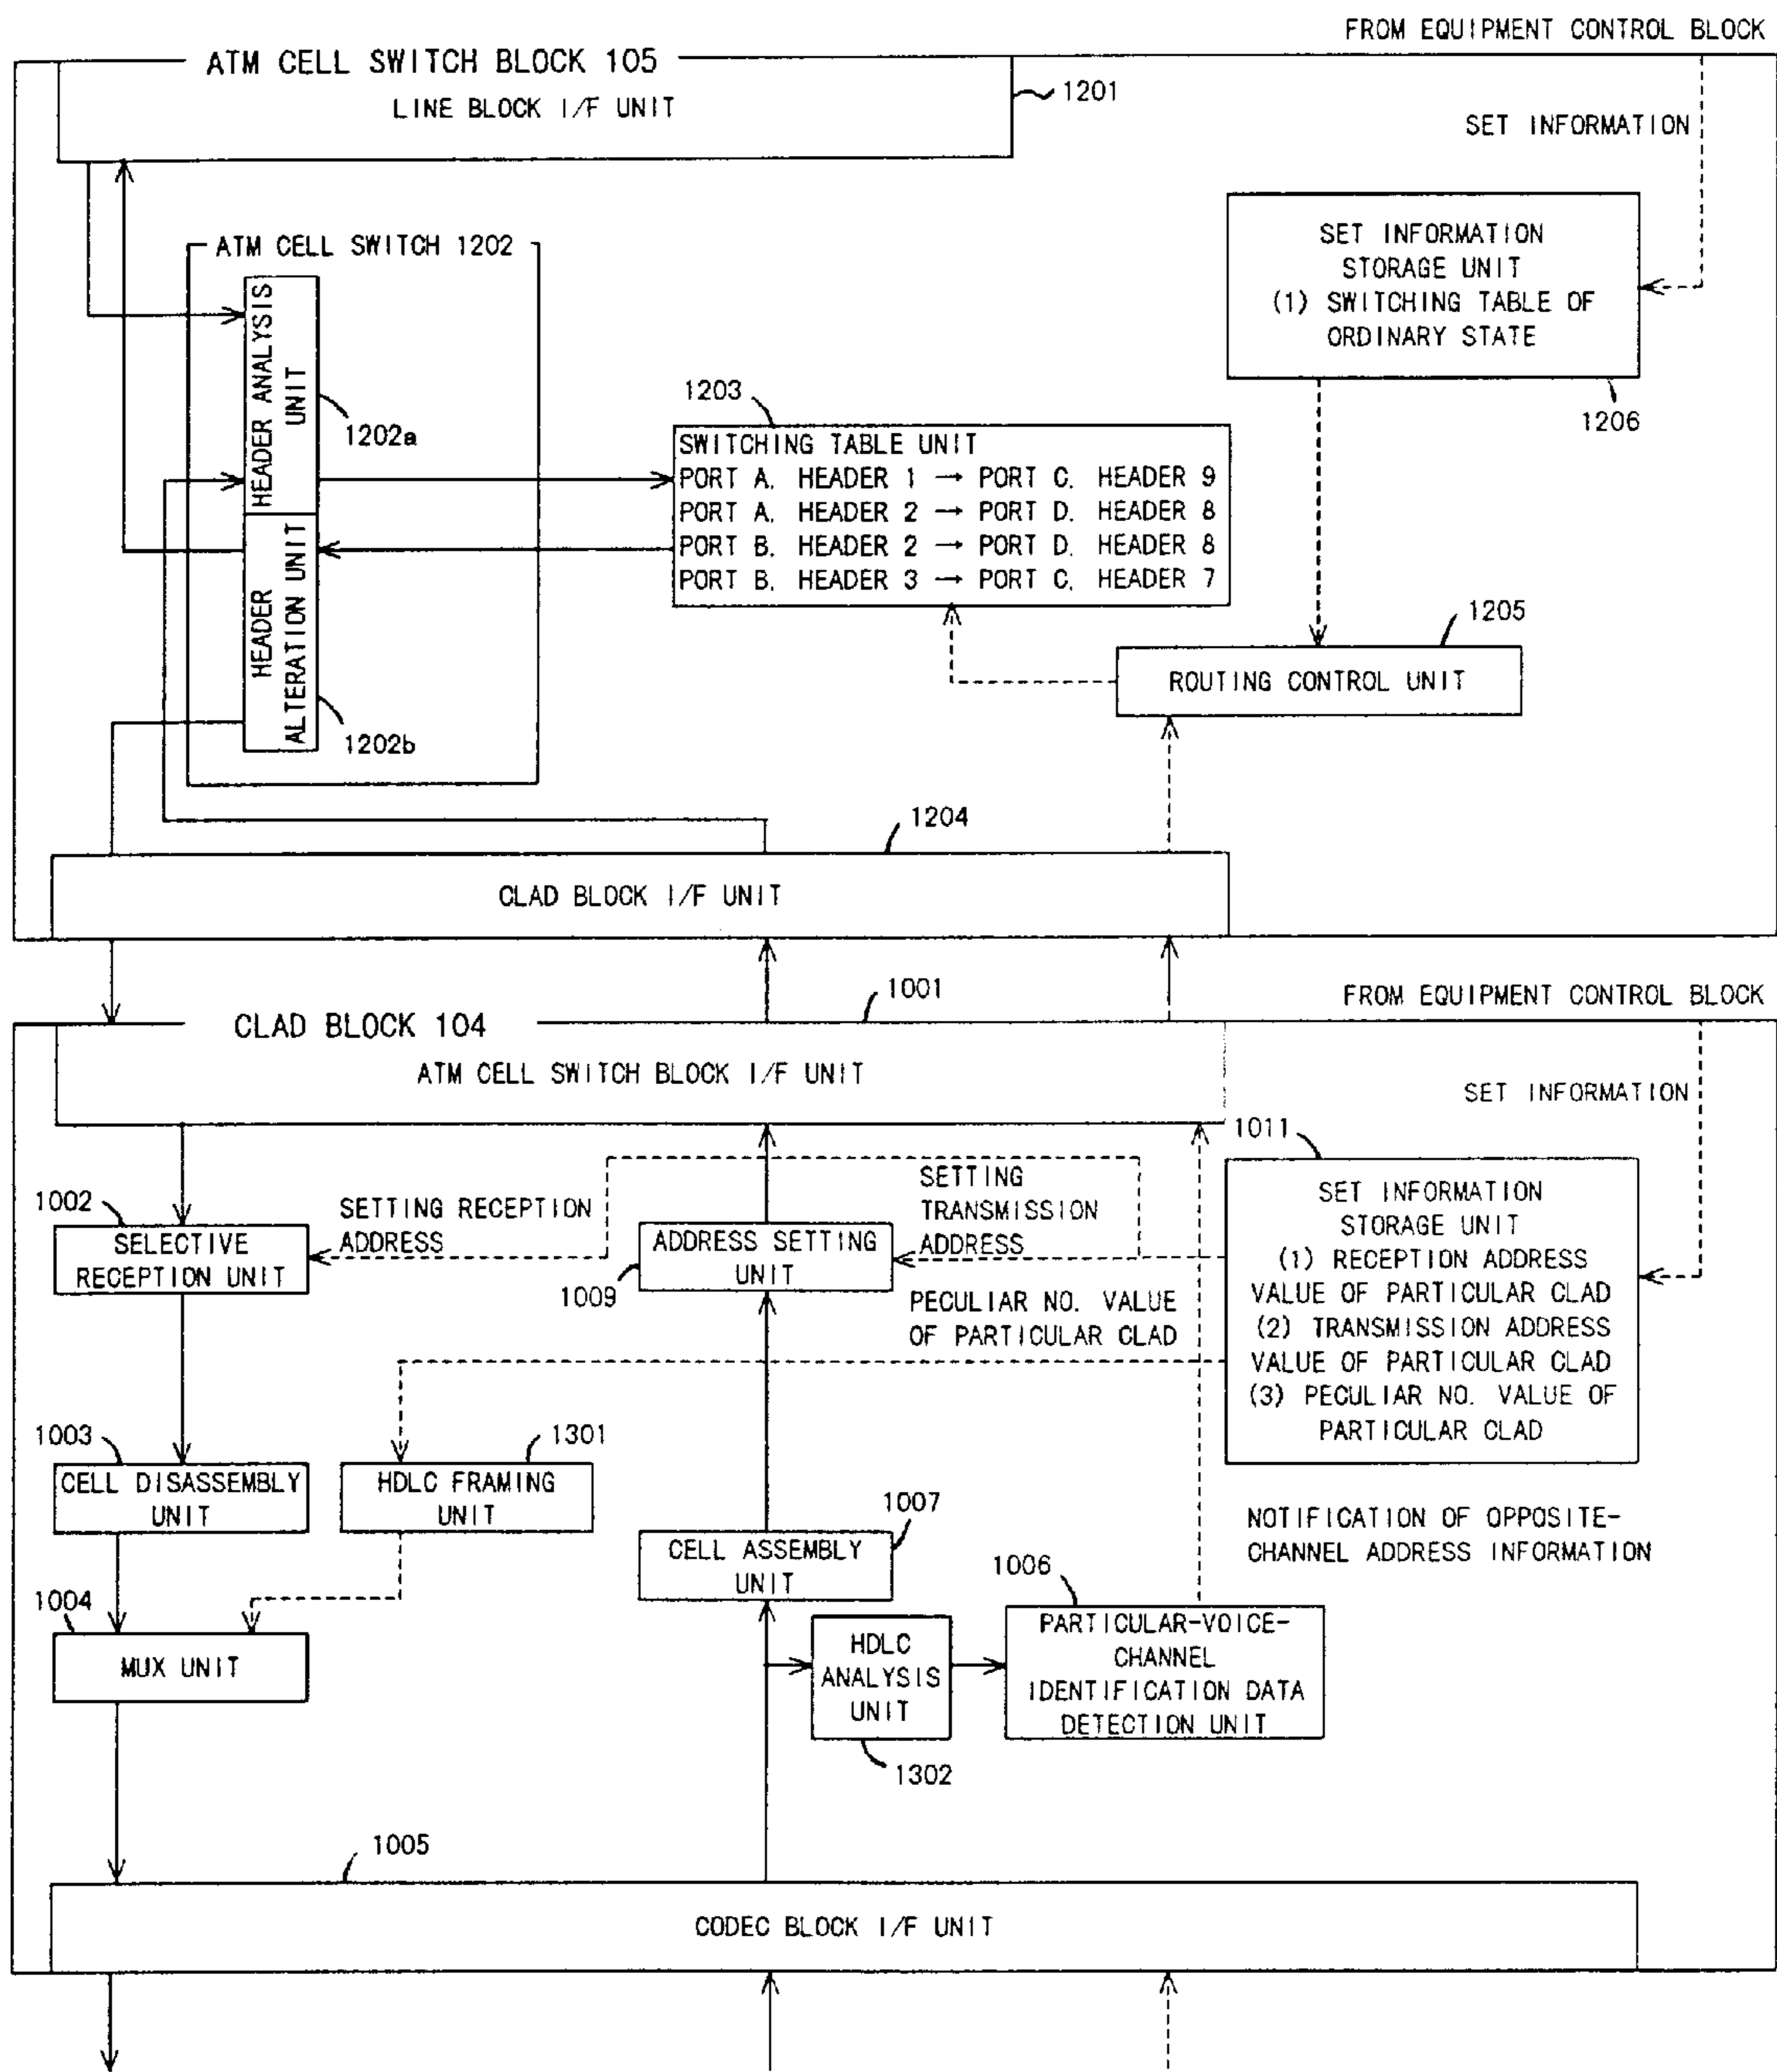 FROM EQUIPMENT CONTROL BLOCK
ATM CELL SWITCH BLOCK 105
LINE BLOCK I/F UNIT
1201
SET INFORMATION
ATM CELL SWITCH 1202
HEADER ANALYSIS
UNIT
1202a
HEADER
ALTERATION UNIT
1202b
SET INFORMATION
STORAGE UNIT
(1) SWITCHING TABLE OF
ORDINARY STATE
1206
1203
SWITCHING TABLE UNIT
PORT A. HEADER 1 → PORT C. HEADER 9
PORT A. HEADER 2 → PORT D. HEADER 8
PORT B. HEADER 2 → PORT D. HEADER 8
PORT B. HEADER 3 → PORT C. HEADER 7
1205
ROUTING CONTROL UNIT
1204
CLAD BLOCK I/F UNIT
1001
FROM EQUIPMENT CONTROL BLOCK
CLAD BLOCK 104
ATM CELL SWITCH BLOCK I/F UNIT
SET INFORMATION
1011
SET INFORMATION
STORAGE UNIT
(1) RECEPTION ADDRESS
VALUE OF PARTICULAR CLAD
(2) TRANSMISSION ADDRESS
VALUE OF PARTICULAR CLAD
(3) PECULIAR NO. VALUE OF
PARTICULAR CLAD
1002
SELECTIVE
RECEPTION UNIT
SETTING RECEPTION
ADDRESS
ADDRESS SETTING
UNIT
1009
SETTING
TRANSMISSION
ADDRESS
PECULIAR NO. VALUE
OF PARTICULAR CLAD
1003
CELL DISASSEMBLY
UNIT
1301
HDLC FRAMING
UNIT
1007
CELL ASSEMBLY
UNIT
NOTIFICATION OF OPPOSITE-
CHANNEL ADDRESS INFORMATION
1004
MUX UNIT
HDLC
ANALYSIS
UNIT
1302
1006
PARTICULAR-VOICE-
CHANNEL
IDENTIFICATION DATA
DETECTION UNIT
1005
CODEC BLOCK I/F UNIT